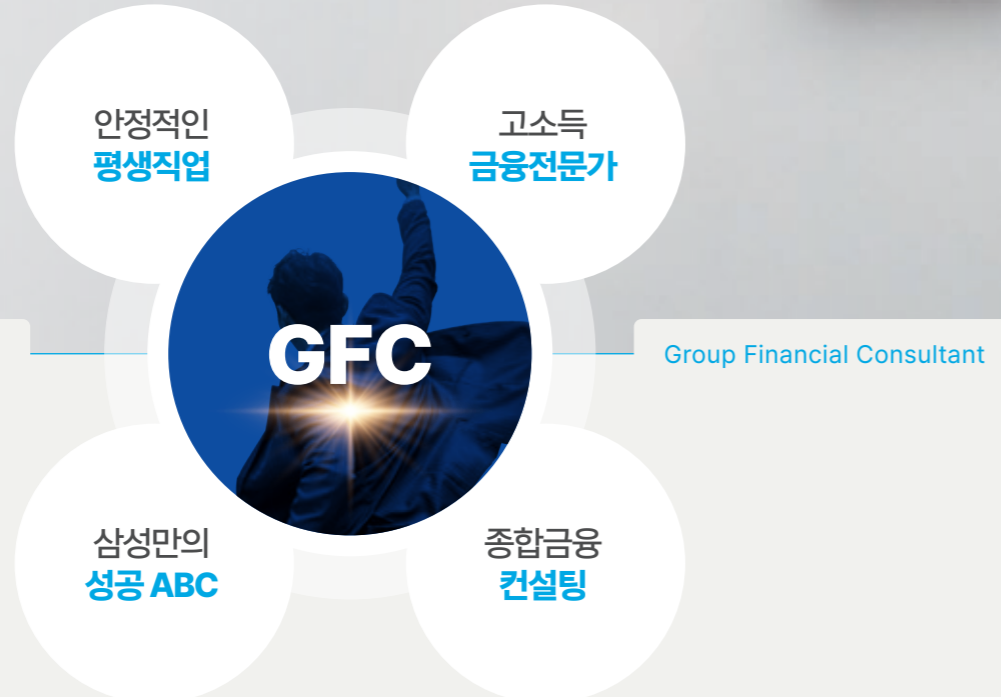 안정적인
평생직업
고소득
금융전문가
GFC
Group Financial Consultant
삼성만의
성공 ABC
종합금융
컨설팅